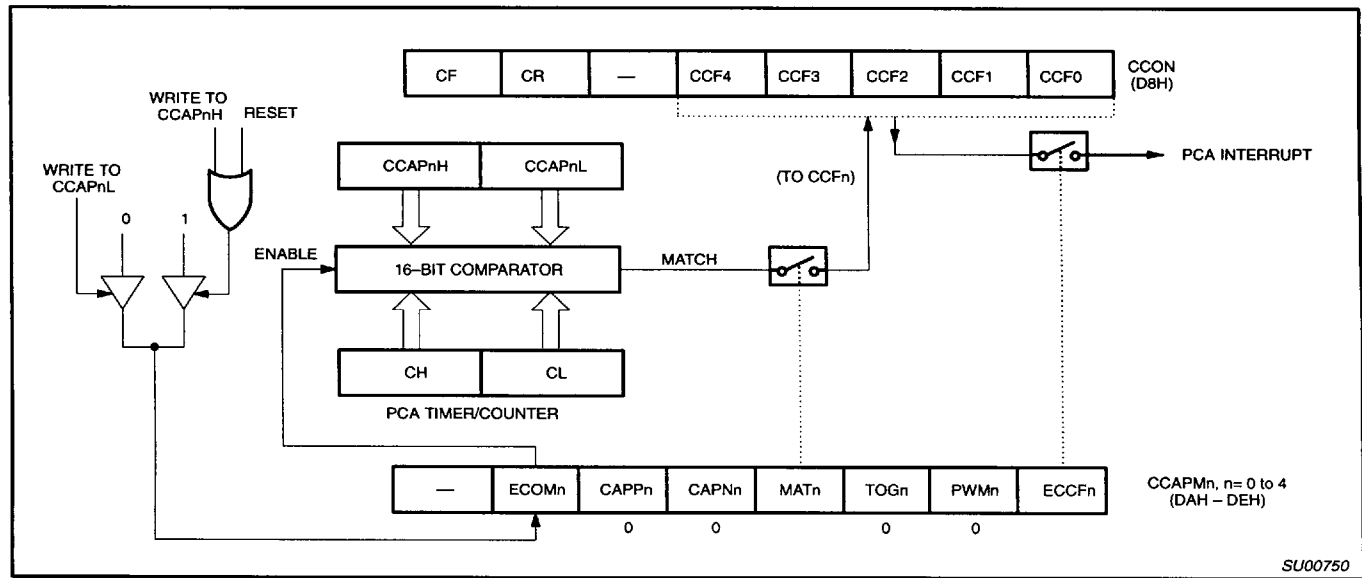 CF CR — CCF4 CCF3 CCF2 CCF1 CCF0
CCON
(D8H)
WRITE TO
CCAPnH
RESET
WRITE TO
CCAPnL
0 1
CCAPnH CCAPnL
(TO CCFn)
PCA INTERRUPT
ENABLE
16–BIT COMPARATOR
MATCH
CH CL
PCA TIMER/COUNTER
— ECOMn CAPPn CAPNn MATn TOGn PWMn ECCFn
CCAPMn, n= 0 to 4
(DAH – DEH)
0 0 0 0
SU00750